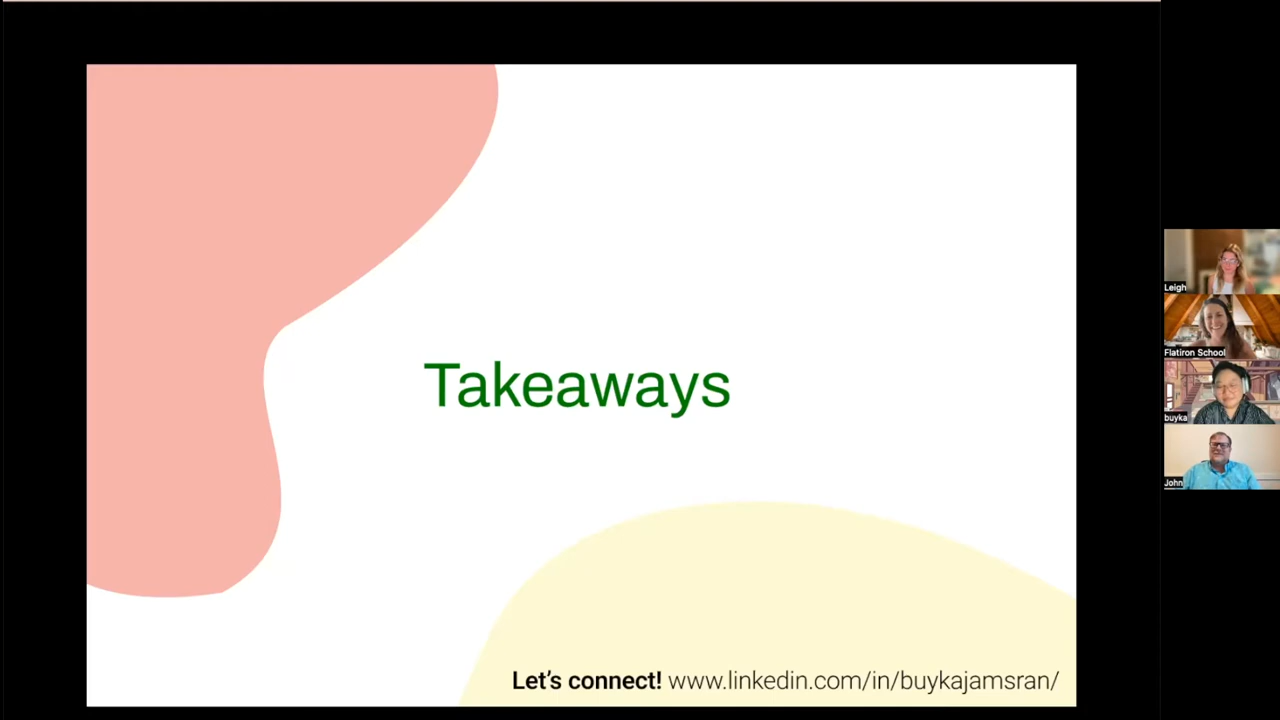 Takeaways
Let's connect! www.linkedin.com/in/buykajamsran/
Leigh
Flatiron School
buyka
John